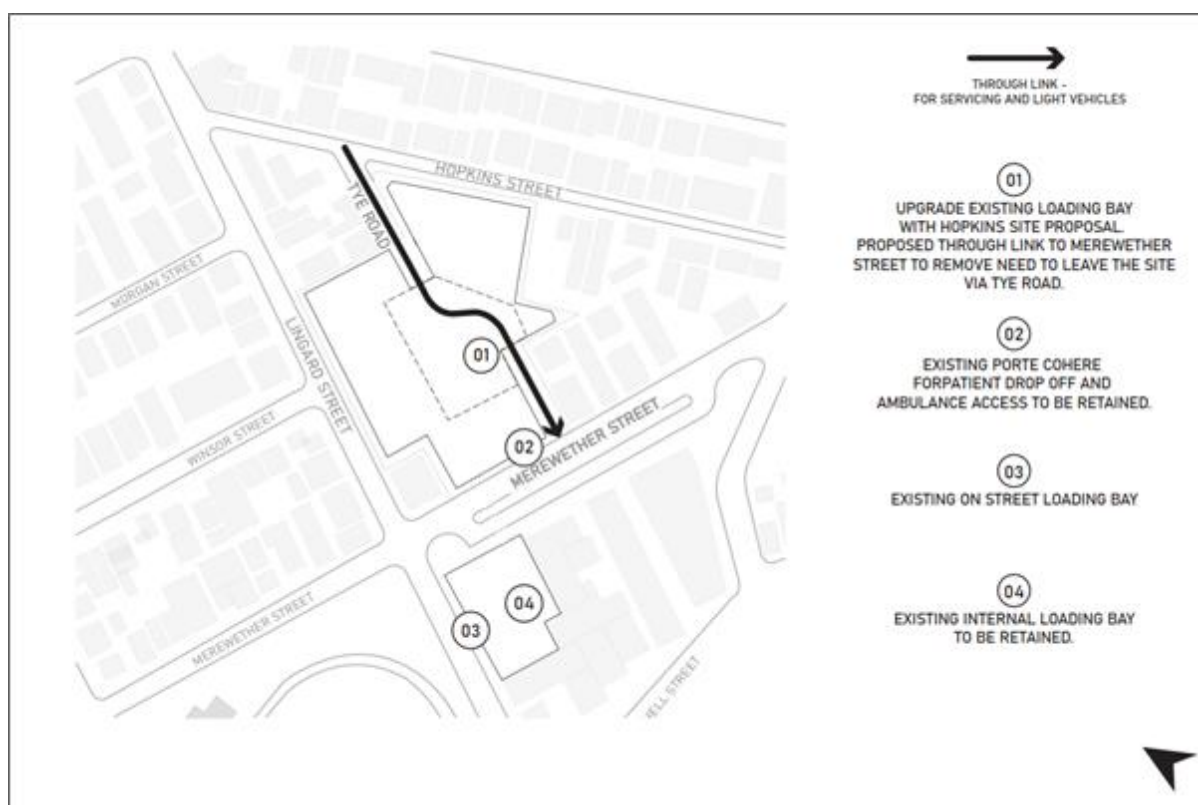 THROUGH LINK -
FOR SERVICING AND LIGHT VEHICLES
01
UPGRADE EXISTING LOADING BAY
WITH HOPKINS SITE PROPOSAL.
PROPOSED THROUGH LINK TO MEREWETHER
STREET TO REMOVE NEED TO LEAVE THE SITE
VIA TYE ROAD.
02
EXISTING PORTE COHERE
FORPATIENT DROP OFF AND
AMBULANCE ACCESS TO BE RETAINED.
03
EXISTING ON STREET LOADING BAY
04
EXISTING INTERNAL LOADING BAY
TO BE RETAINED.
HOPKINS STREET
TYE ROAD
MORGAN STREET
LINGARD STREET
WINSOR STREET
01
02
MEREWETHER STREET
03
04
MEREWETHER STREET
ELL STREET